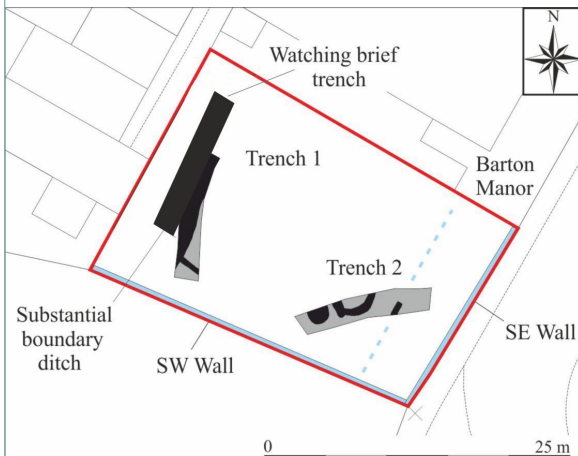 N
Watching brief
trench
Trench 1
Barton
Manor
Trench 2
Substantial
boundary
ditch
SW Wall
SE Wall
0
25 m